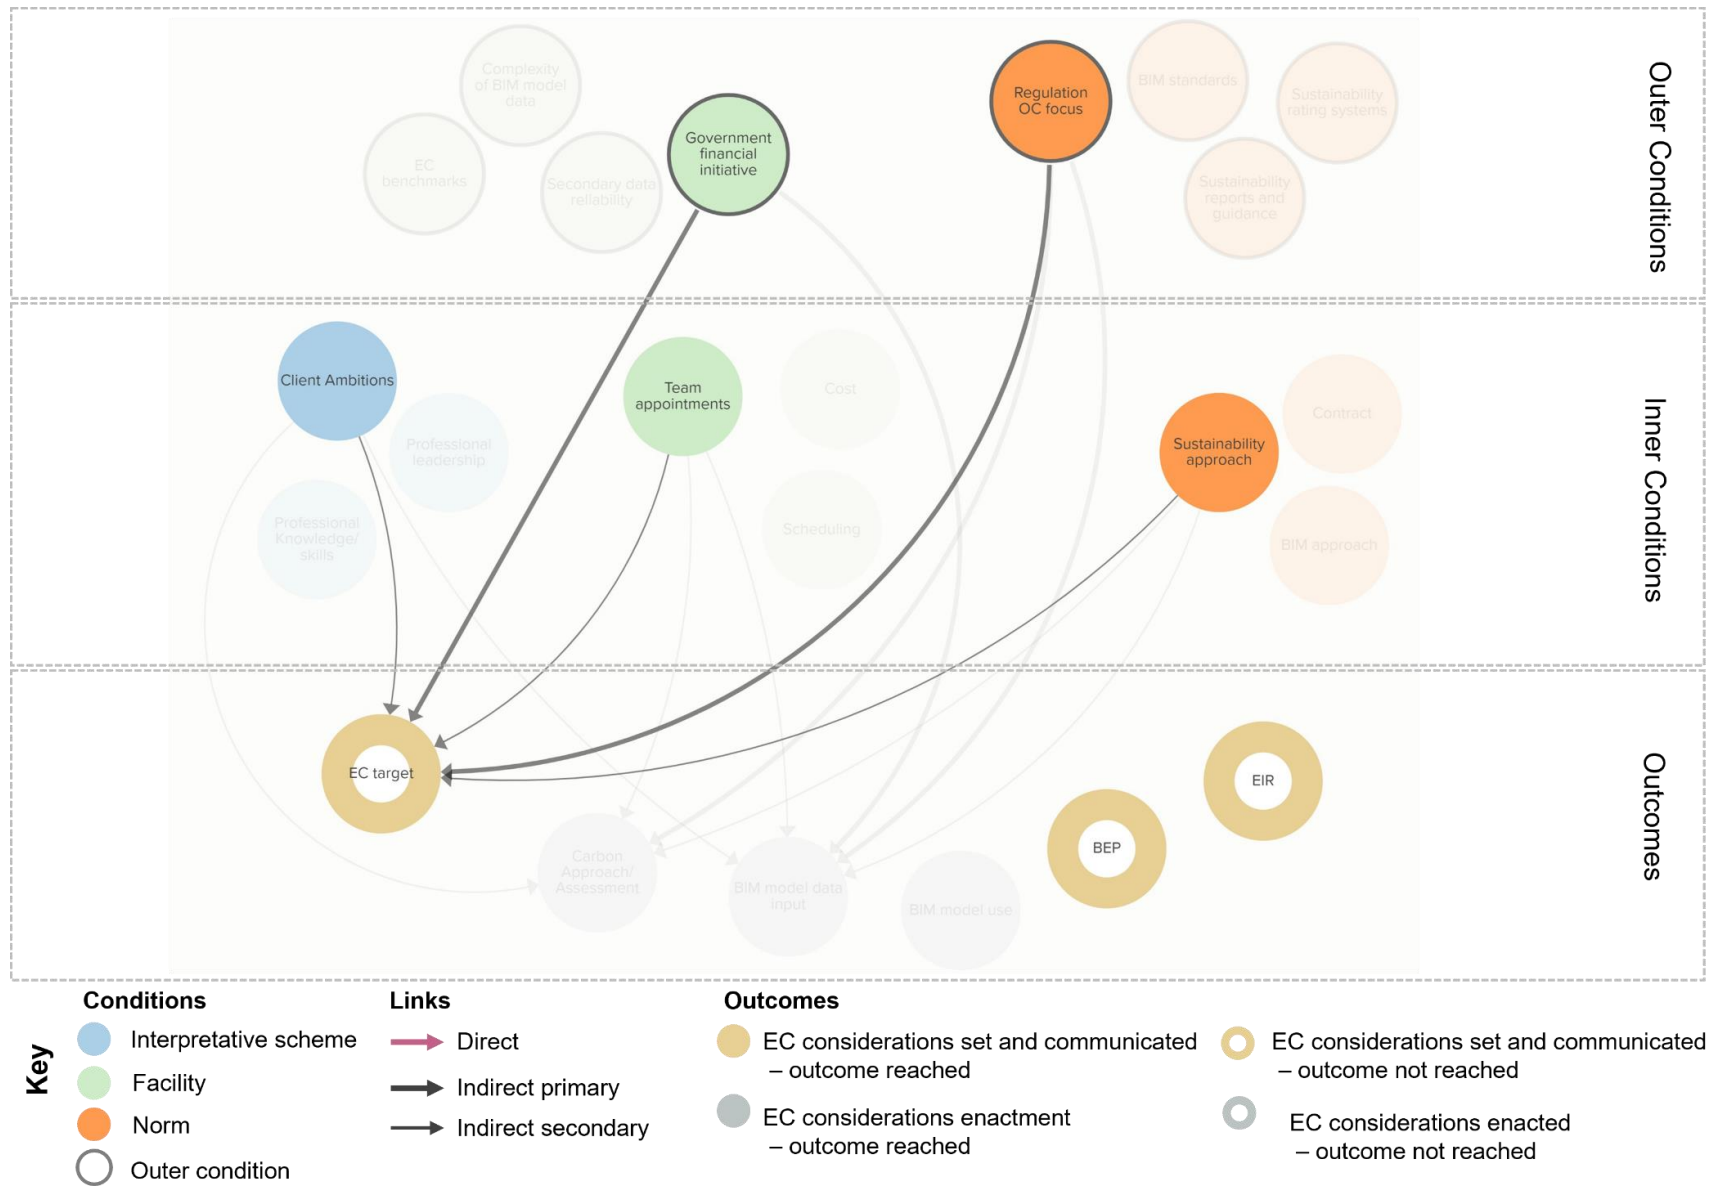 Complexity
of BIM model
data
EC
benchmarks
Secondary data
reliability
Government
financial
initiative
Regulation
OC focus
BIM standards
Sustainability
rating systems
Sustainability
reports and
guidance
Outer Conditions
Client Ambitions
Professional
leadership
Professional
Knowledge/
skills
Team
appointments
Cost
Scheduling
Sustainability
approach
Contract
BIM approach
Inner Conditions
EC target
Carbon
Approach/
Assessment
BIM model data
input
BIM model use
BEP
EIR
Outcomes
Key
Conditions
Interpretative scheme
Facility
Norm
Outer condition
Links
Direct
Indirect primary
Indirect secondary
Outcomes
EC considerations set and communicated
– outcome reached
EC considerations enactment
– outcome reached
EC considerations set and communicated
– outcome not reached
EC considerations enacted
– outcome not reached